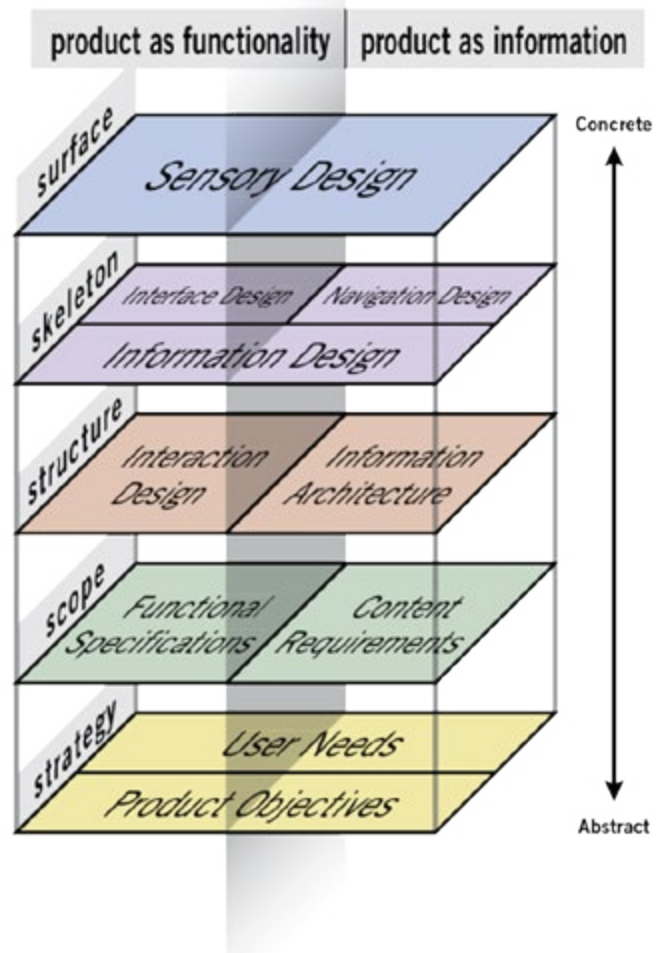 product as functionality
product as information
Concrete
surface
Sensory Design
skeleton
Interface Design
Navigation Design
Information Design
structure
Interaction
Design
Information
Architecture
scope
Functional
Specifications
Content
Requirements
strategy
User Needs
Product Objectives
Abstract